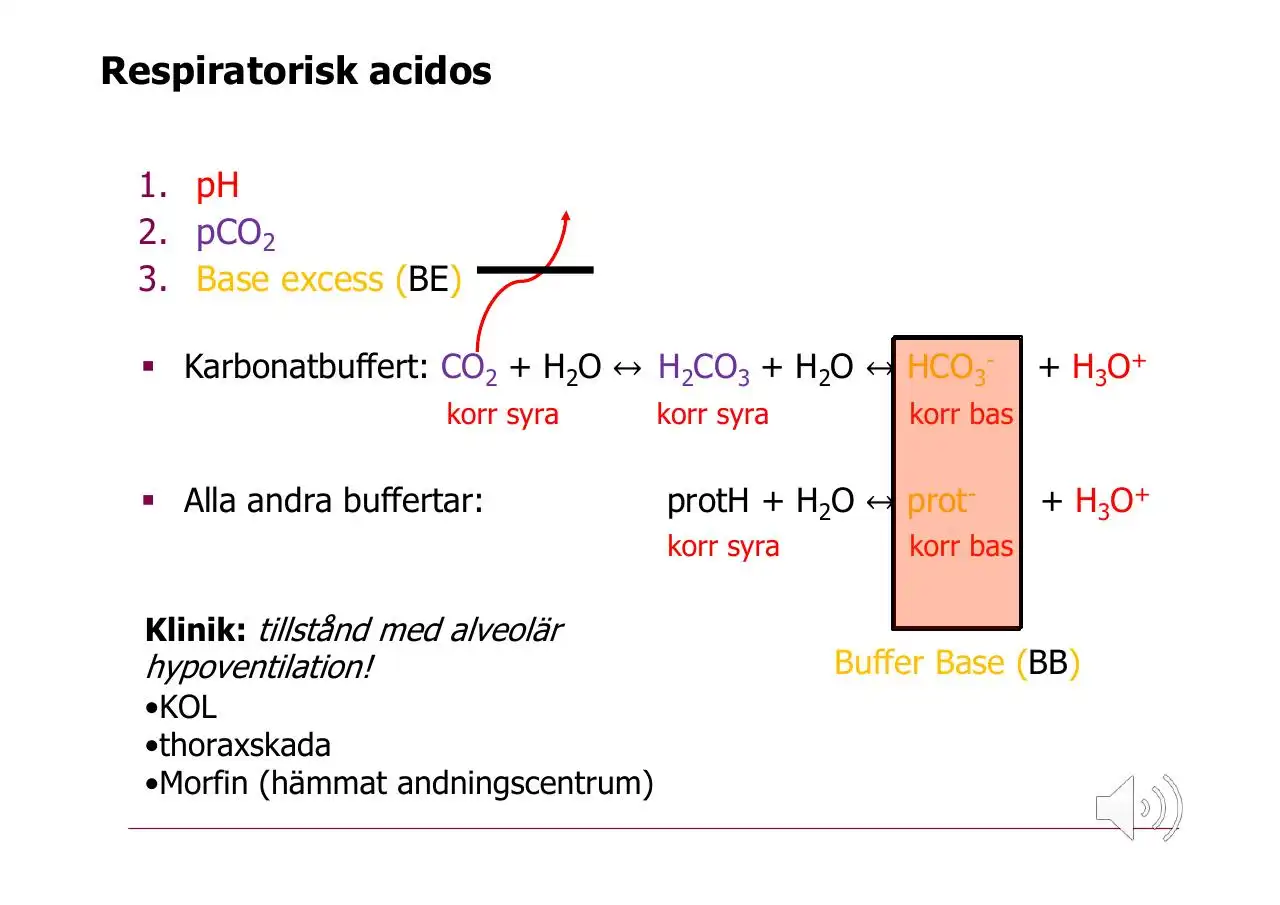 Respiratorisk acidos
1. pH
2. pCO₂
3. Base excess (BE)
▪ Karbonatbuffert: CO₂ + H₂O ↔ H₂CO₃ + H₂O ↔ HCO₃⁻ + H₃O⁺
korr syra korr syra korr bas
▪ Alla andra buffertar: protH + H₂O ↔ prot⁻ + H₃O⁺
korr syra korr bas
Klinik: tillstånd med alveolär
hypoventilation!
•KOL
•thoraxskada
•Morfin (hämmat andningscentrum)
Buffer Base (BB)